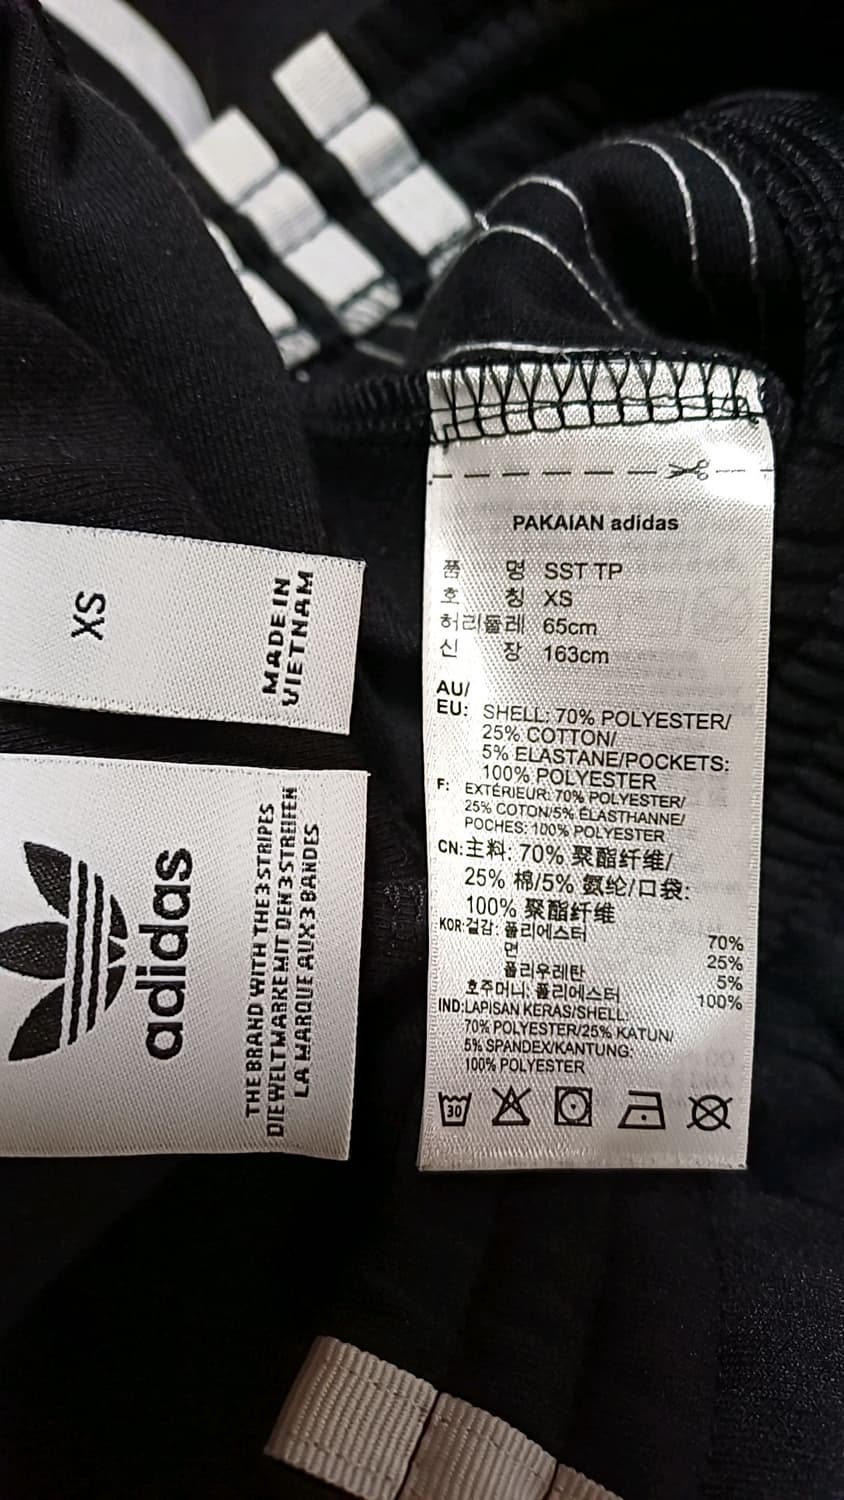 XS
MADE IN
VIETNAM
adidas
THE BRAND WITH THE 3 STRIPES
DIE WELTMARKE MIT DEN 3 STREIFEN
LA MARQUE AUX 3 BANDES
PAKAIAN adidas
품 명 SST TP
호 칭 XS
허리둘레 65cm
신 장 163cm
AU/
EU: SHELL: 70% POLYESTER/
25% COTTON/
5% ELASTANE/POCKETS:
100% POLYESTER
F: EXTÉRIEUR: 70% POLYESTER/
25% COTON/5% ÉLASTHANNE/
POCHES: 100% POLYESTER
CN:主料: 70% 聚酯纤维/
25% 棉/5% 氨纶/口袋:
100% 聚酯纤维
KOR:겉감: 폴리에스터 70%
면 25%
폴리우레탄 5%
호주머니: 폴리에스터 100%
IND:LAPISAN KERAS/SHELL:
70% POLYESTER/25% KATUN/
5% SPANDEX/KANTUNG:
100% POLYESTER
30